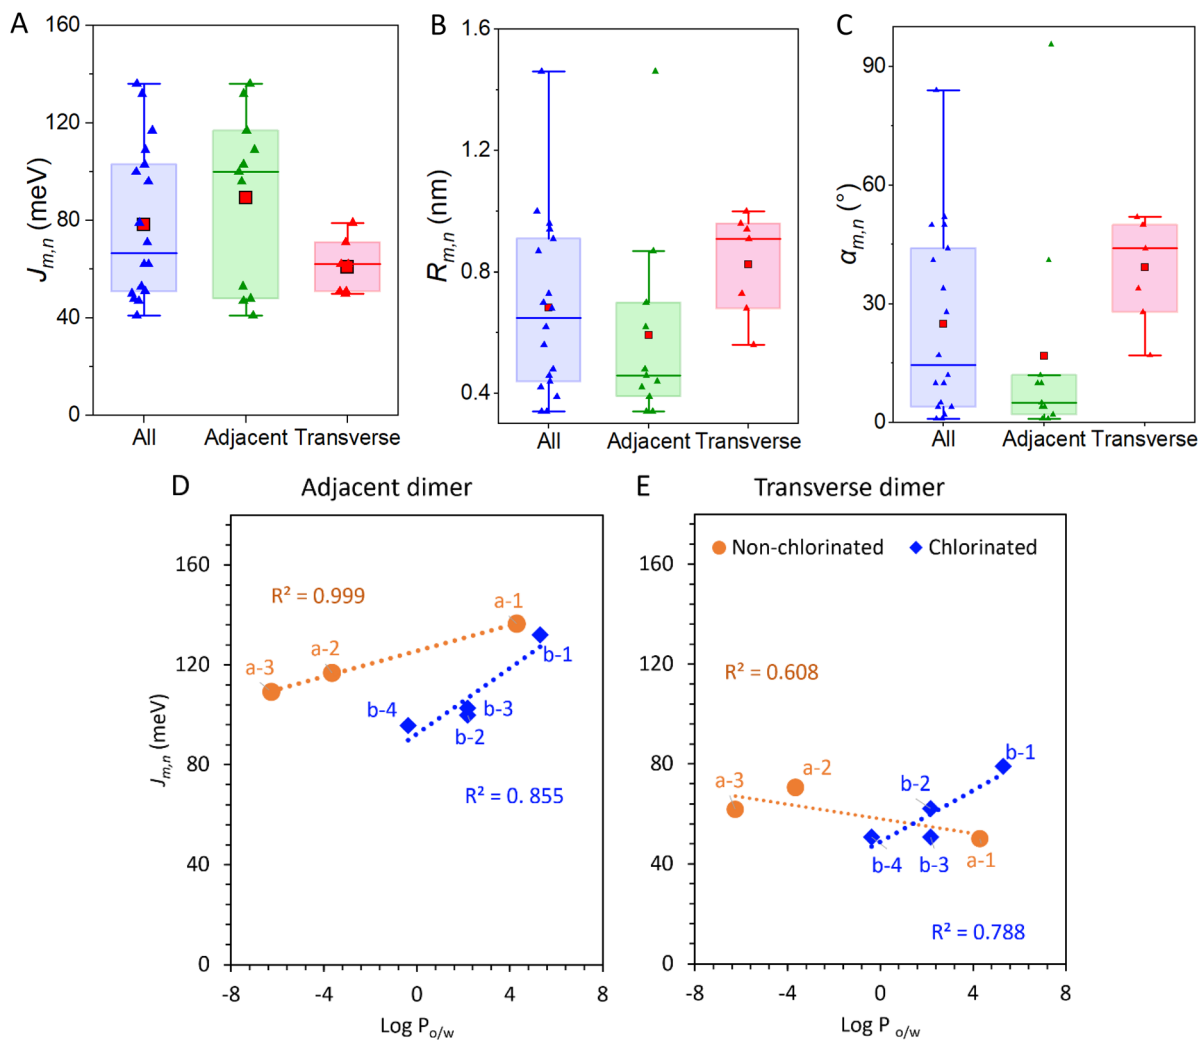 A
160
120
80
40
0
J m,n (meV)
All
Adjacent
Transverse
B
1.6
1.2
0.8
0.4
R m,n (nm)
All
Adjacent
Transverse
C
90
60
30
0
α m,n (°)
All
Adjacent
Transverse
D
Adjacent dimer
160
120
80
40
0
J m,n (meV)
R² = 0.999
a-1
a-2
a-3
b-1
b-4
b-3
b-2
R² = 0. 855
-8
-4
0
4
8
Log P o/w
E
Transverse dimer
Non-chlorinated
Chlorinated
160
120
80
40
0
R² = 0.608
b-1
a-2
a-3
b-2
b-4
b-3
a-1
R² = 0.788
-8
-4
0
4
8
Log P o/w